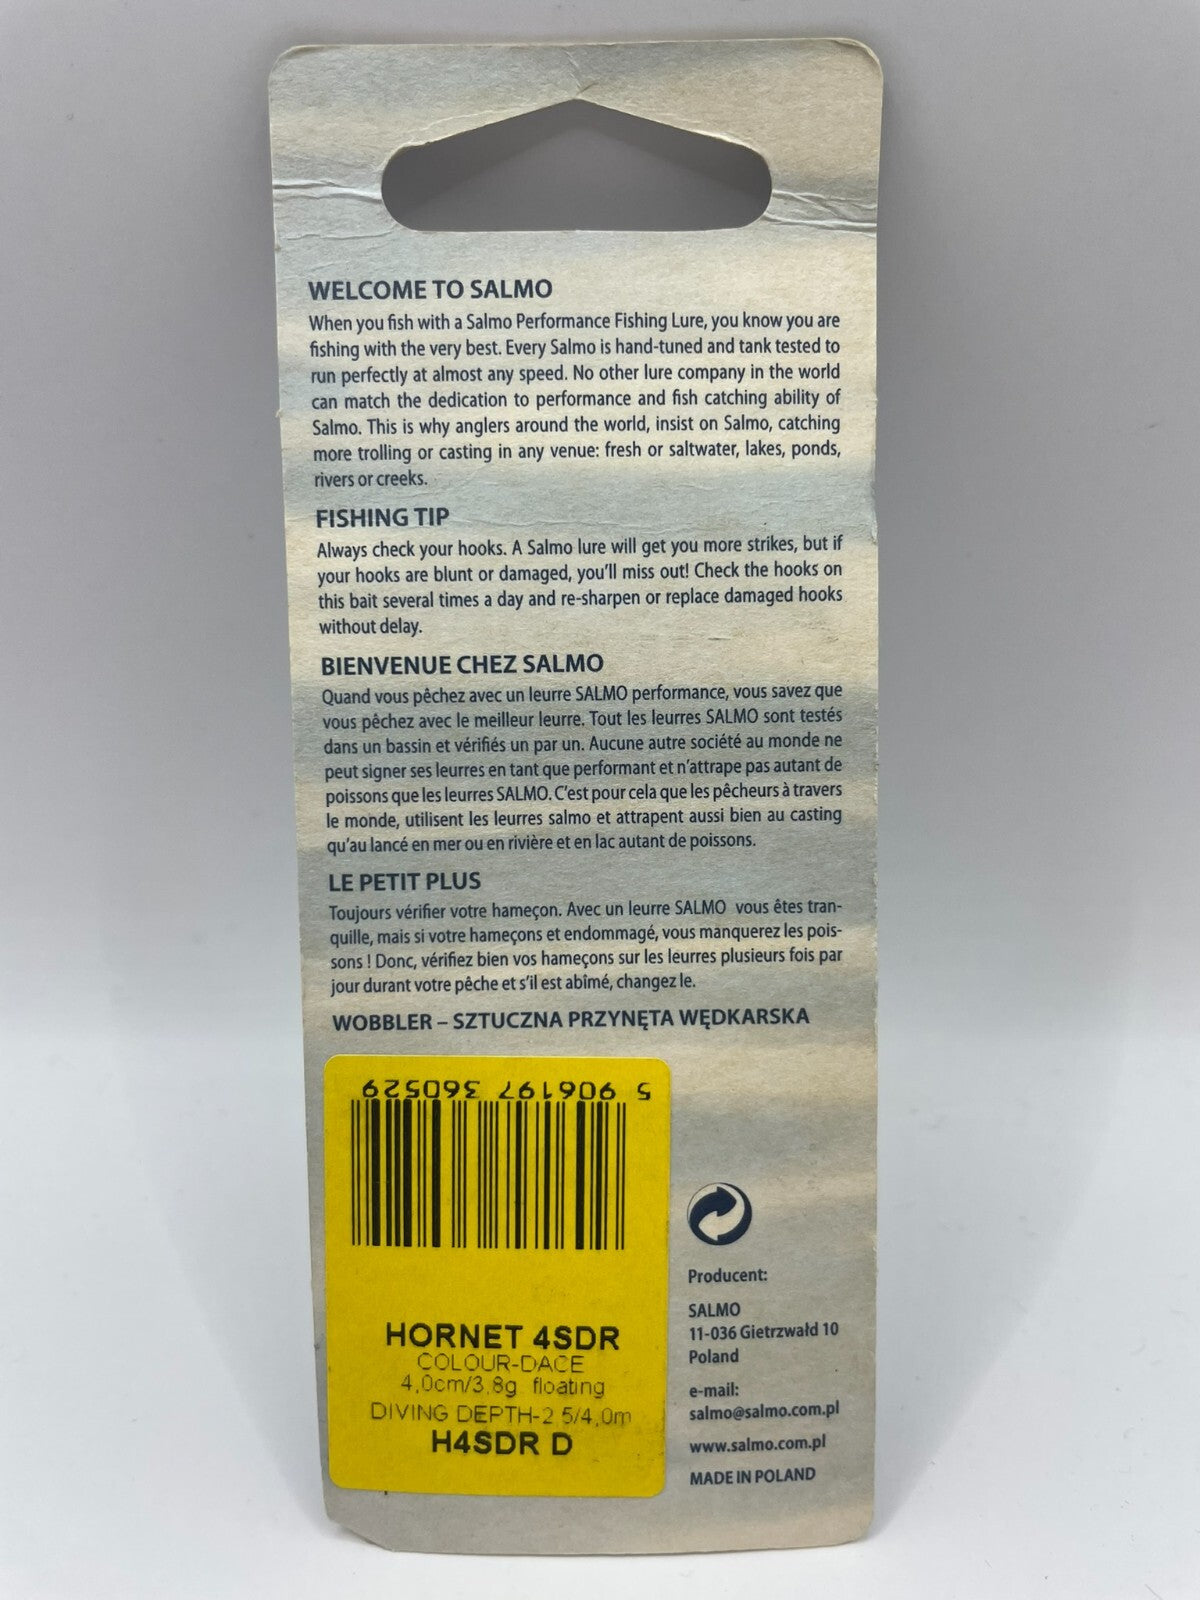 WELCOME TO SALMO
When you fish with a Salmo Performance Fishing Lure, you know you are
fishing with the very best. Every Salmo is hand-tuned and tank tested to
run perfectly at almost any speed. No other lure company in the world
can match the dedication to performance and fish catching ability of
Salmo. This is why anglers around the world, insist on Salmo, catching
more trolling or casting in any venue: fresh or saltwater, lakes, ponds,
rivers or creeks.
FISHING TIP
Always check your hooks. A Salmo lure will get you more strikes, but if
your hooks are blunt or damaged, you'll miss out! Check the hooks on
this bait several times a day and re-sharpen or replace damaged hooks
without delay.
BIENVENUE CHEZ SALMO
Quand vous pêchez avec un leurre SALMO performance, vous savez que
vous pêchez avec le meilleur leurre. Tout les leurres SALMO sont testés
dans un bassin et vérifiés un par un. Aucune autre société au monde ne
peut signer ses leurres en tant que performant et n'attrape pas autant de
poissons que les leurres SALMO. C'est pour cela que les pêcheurs à travers
le monde, utilisent les leurres salmo et attrapent aussi bien au casting
qu'au lancé en mer ou en rivière et en lac autant de poissons.
LE PETIT PLUS
Toujours vérifier votre hameçon. Avec un leurre SALMO vous êtes tran-
quille, mais si votre hameçons et endommagé, vous manquerez les pois-
sons ! Donc, vérifiez bien vos hameçons sur les leurres plusieurs fois par
jour durant votre pêche et s'il est abîmé, changez le.
WOBBLER – SZTUCZNA PRZYNĘTA WĘDKARSKA
5 906197 360529
HORNET 4SDR
COLOUR-DACE
4,0cm/3,8g floating
DIVING DEPTH-2,5/4,0m
H4SDR D
Producent:
SALMO
11-036 Gietrzwałd 10
Poland
e-mail:
salmo@salmo.com.pl
www.salmo.com.pl
MADE IN POLAND